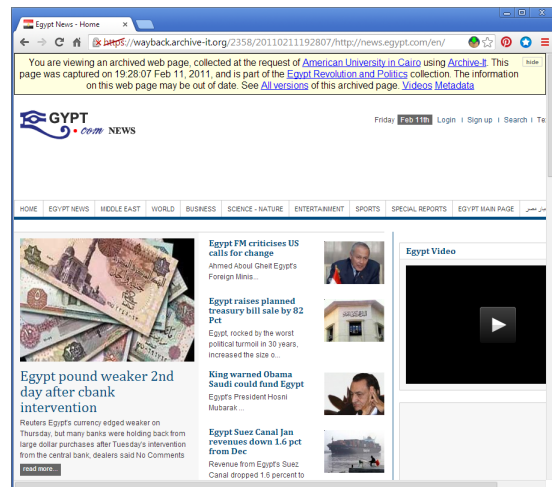 Egypt News - Home
https://wayback.archive-it.org/2358/20110211192807/http://news.egypt.com/en/
You are viewing an archived web page, collected at the request of American University in Cairo using Archive-It. This
hide
page was captured on 19:28:07 Feb 11, 2011, and is part of the Egypt Revolution and Politics collection. The information
on this web page may be out of date. See All versions of this archived page. Videos Metadata
GYPT
.com NEWS
Friday Feb 11th Login | Sign up | Search | Te
HOME EGYPT NEWS MIDDLE EAST WORLD BUSINESS SCIENCE - NATURE ENTERTAINMENT SPORTS SPECIAL REPORTS EGYPT MAIN PAGE
Egypt pound weaker 2nd
day after cbank
intervention
Reuters Egypt's currency edged weaker on
Thursday, but many banks were holding back from
large dollar purchases after Tuesday's intervention
from the central bank, dealers said No Comments
read more...
Egypt FM criticises US
calls for change
Ahmed Aboul Gheit Egypt's
Foreign Minis...
Egypt raises planned
treasury bill sale by 82
Pct
Egypt, rocked by the worst
political turmoil in 30 years,
increased the size o...
King warned Obama
Saudi could fund Egypt
Egypt's President Hosni
Mubarak ...
Egypt Suez Canal Jan
revenues down 1.6 pct
from Dec
Revenue from Egypt's Suez
Canal dropped 1.6 percent to
Egypt Video